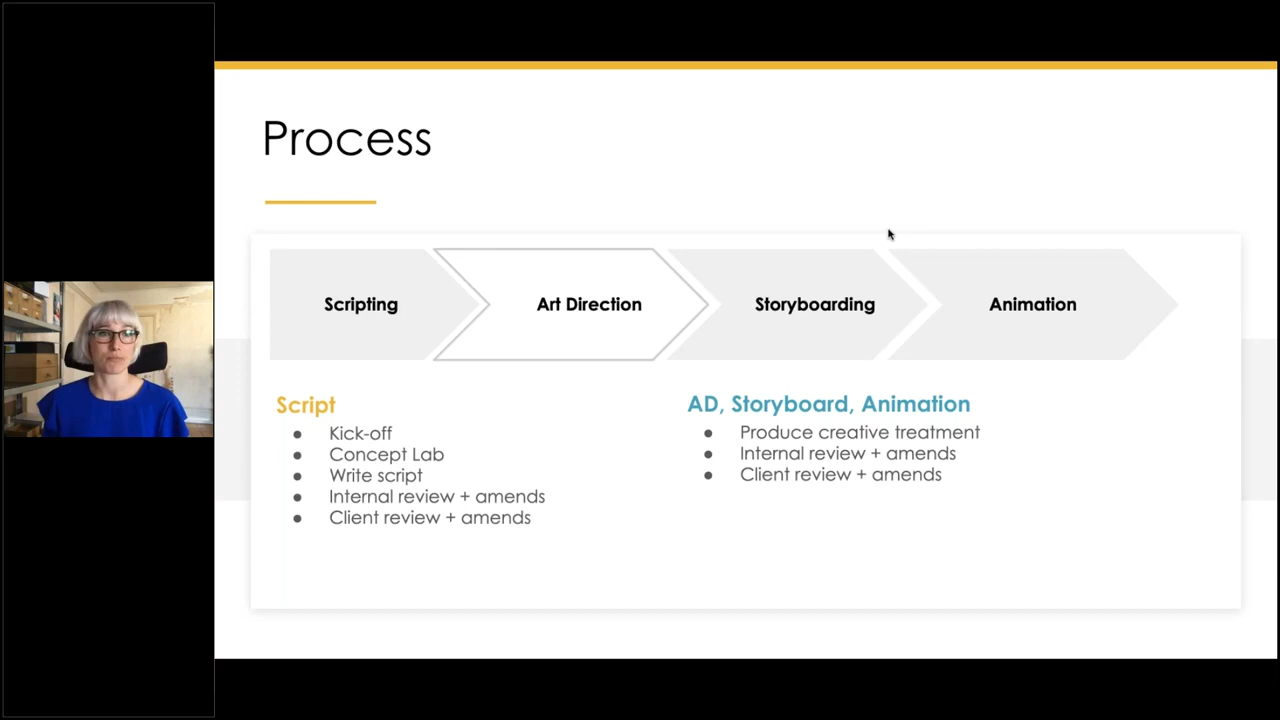 Process
Scripting
Art Direction
Storyboarding
Animation
Script
● Kick-off
● Concept Lab
● Write script
● Internal review + amends
● Client review + amends
AD, Storyboard, Animation
● Produce creative treatment
● Internal review + amends
● Client review + amends